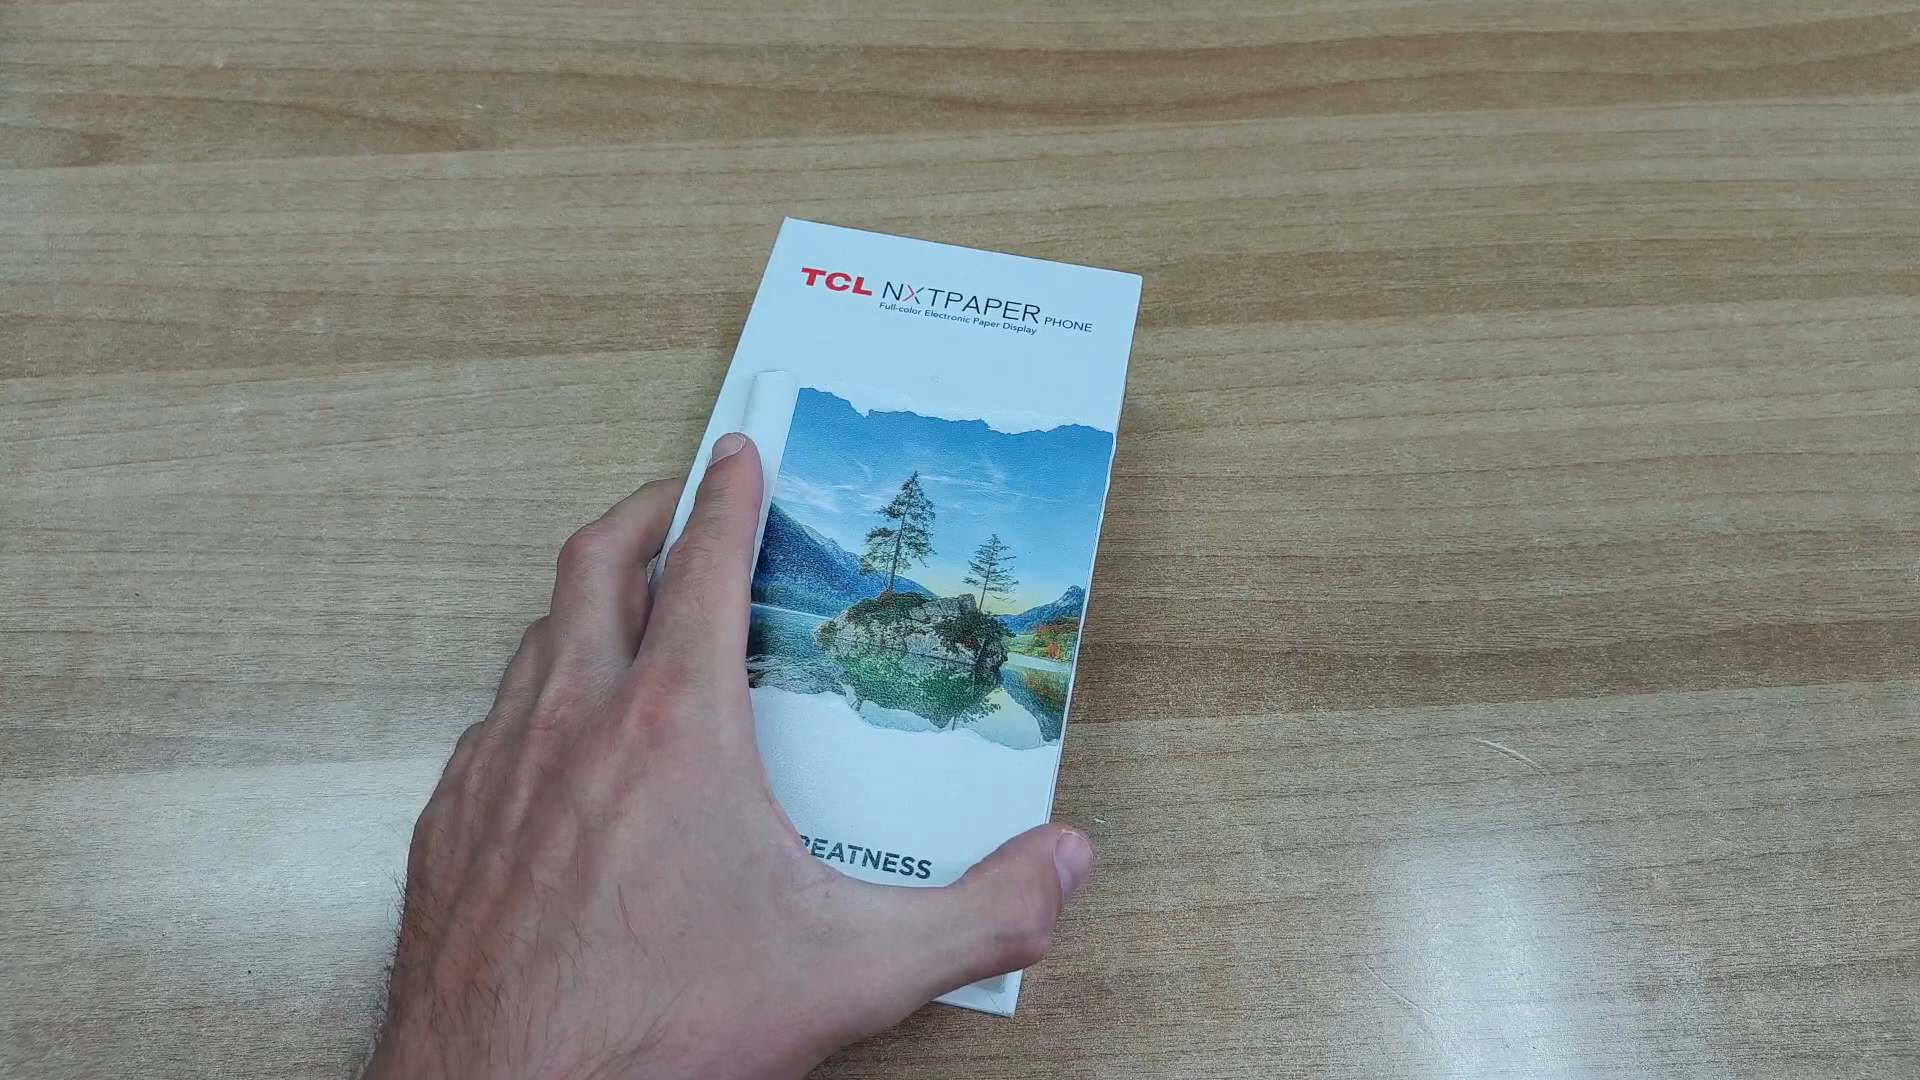 TCL NXTPAPER PHONE
Full-color Electronic Paper Display
REATNESS